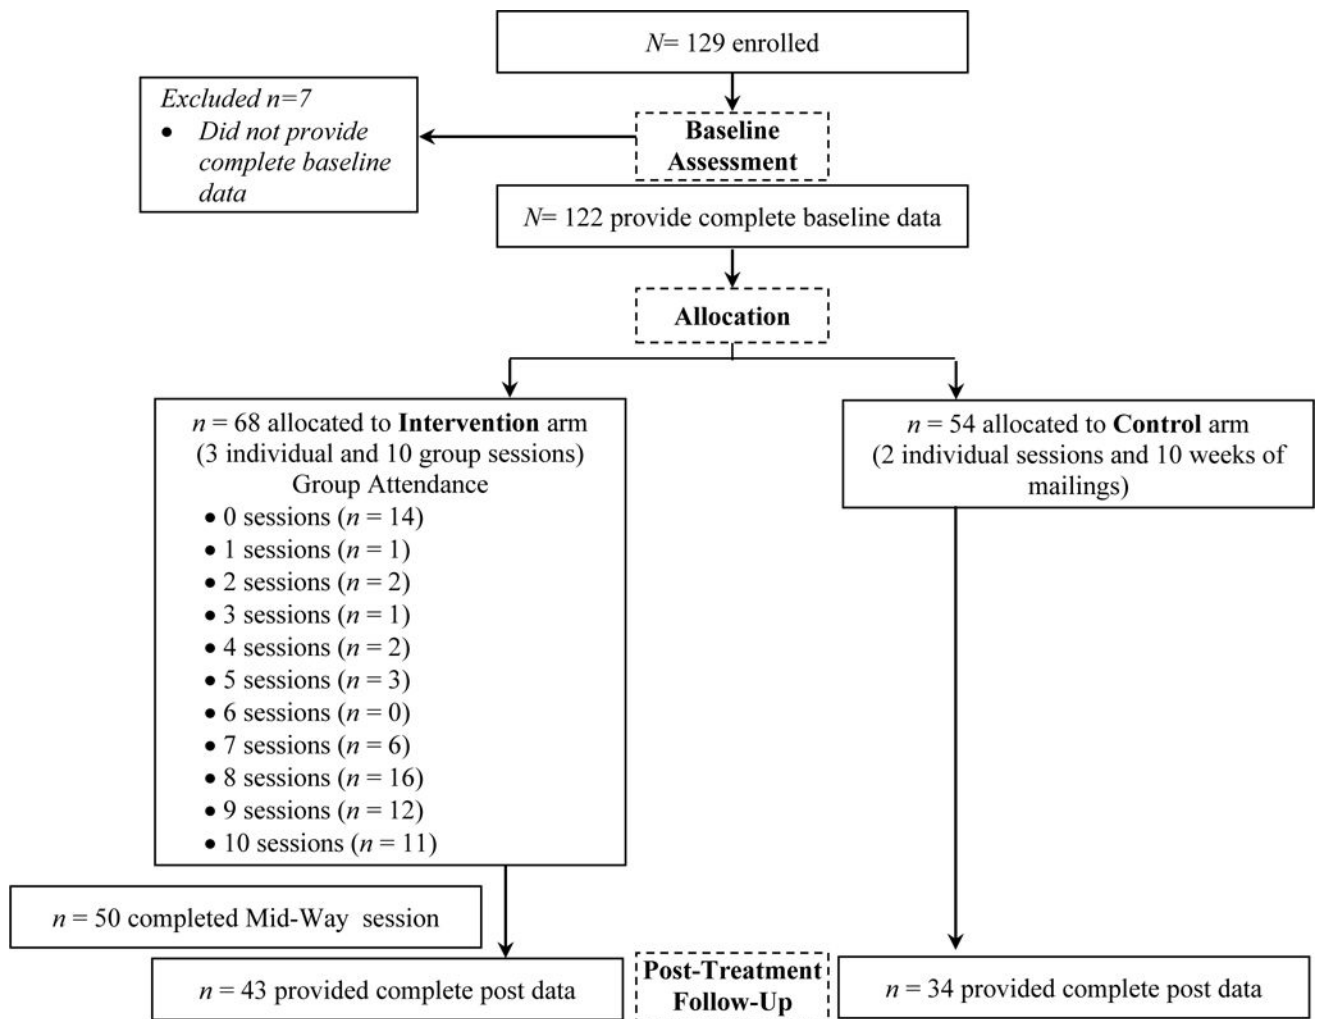 N= 129 enrolled
Excluded n=7
• Did not provide
complete baseline
data
Baseline
Assessment
N= 122 provide complete baseline data
Allocation
n = 68 allocated to Intervention arm
(3 individual and 10 group sessions)
Group Attendance
• 0 sessions (n = 14)
• 1 sessions (n = 1)
• 2 sessions (n = 2)
• 3 sessions (n = 1)
• 4 sessions (n = 2)
• 5 sessions (n = 3)
• 6 sessions (n = 0)
• 7 sessions (n = 6)
• 8 sessions (n = 16)
• 9 sessions (n = 12)
• 10 sessions (n = 11)
n = 54 allocated to Control arm
(2 individual sessions and 10 weeks of
mailings)
n = 50 completed Mid-Way session
n = 43 provided complete post data
Post-Treatment
Follow-Up
n = 34 provided complete post data